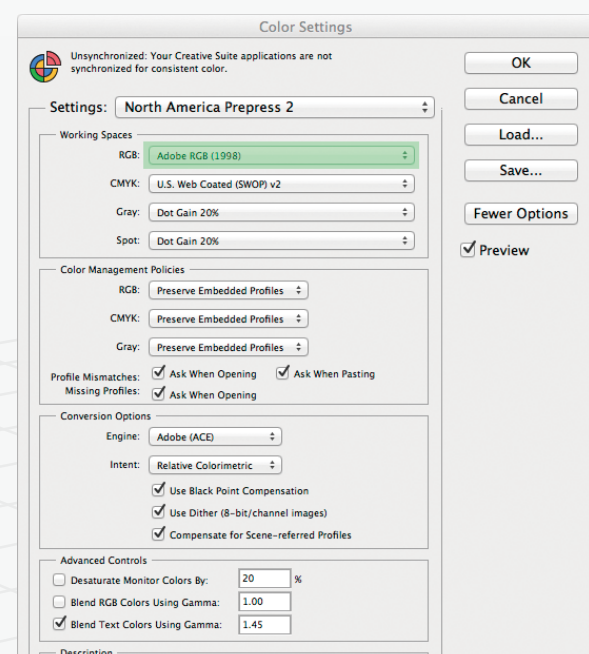 Color Settings
Unsynchronized: Your Creative Suite applications are not
synchronized for consistent color.
OK
Cancel
Load...
Save...
Fewer Options
Preview
Settings: North America Prepress 2
Working Spaces
RGB: Adobe RGB (1998)
CMYK: U.S. Web Coated (SWOP) v2
Gray: Dot Gain 20%
Spot: Dot Gain 20%
Color Management Policies
RGB: Preserve Embedded Profiles
CMYK: Preserve Embedded Profiles
Gray: Preserve Embedded Profiles
Profile Mismatches: Ask When Opening Ask When Pasting
Missing Profiles: Ask When Opening
Conversion Options
Engine: Adobe (ACE)
Intent: Relative Colorimetric
Use Black Point Compensation
Use Dither (8-bit/channel images)
Compensate for Scene-referred Profiles
Advanced Controls
Desaturate Monitor Colors By: 20 %
Blend RGB Colors Using Gamma: 1.00
Blend Text Colors Using Gamma: 1.45
Description